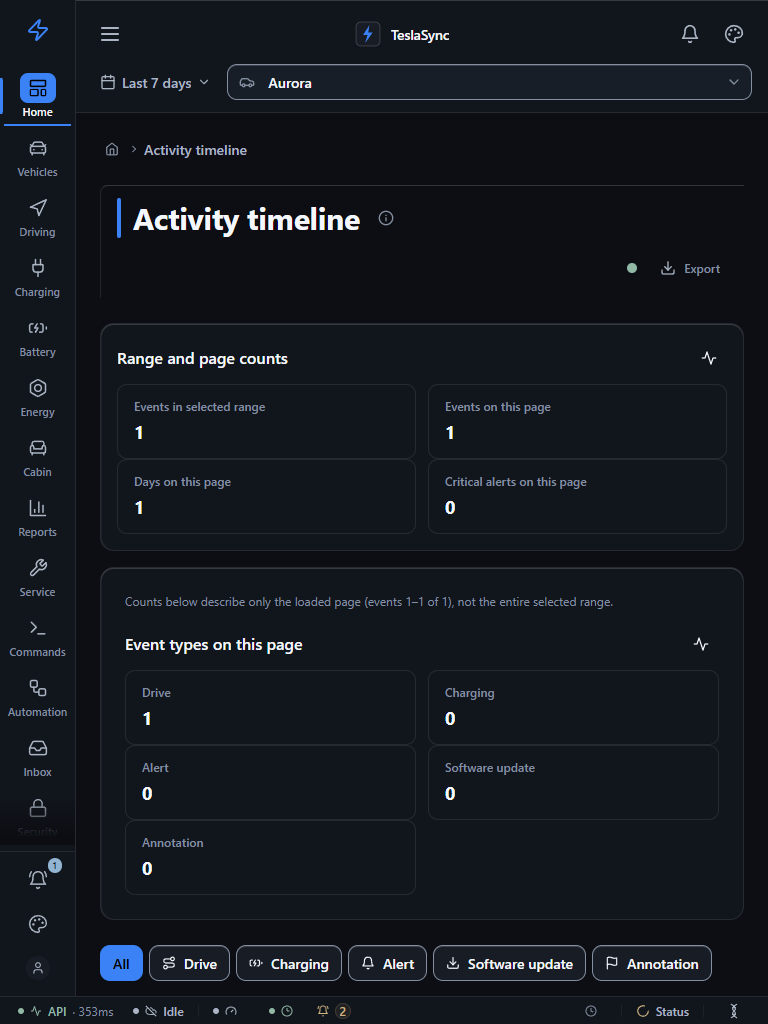 TeslaSync
Last 7 days
Aurora
Home
Vehicles
Driving
Charging
Battery
Energy
Cabin
Reports
Service
Commands
Automation
Inbox
Security
1
Activity timeline
Activity timeline
Export
Range and page counts
Events in selected range
1
Events on this page
1
Days on this page
1
Critical alerts on this page
0
Counts below describe only the loaded page (events 1–1 of 1), not the entire selected range.
Event types on this page
Drive
1
Charging
0
Alert
0
Software update
0
Annotation
0
All
Drive
Charging
Alert
Software update
Annotation
API · 353ms
Idle
2
Status